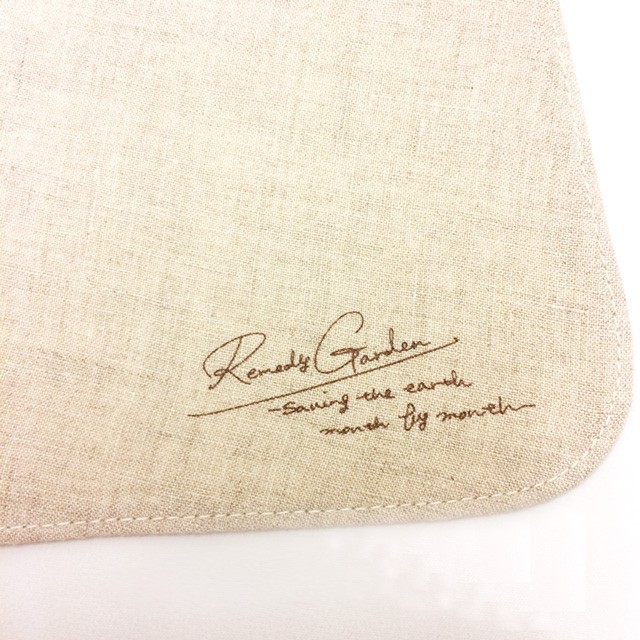 Remedy Garden
-Saving the earth
month by month-